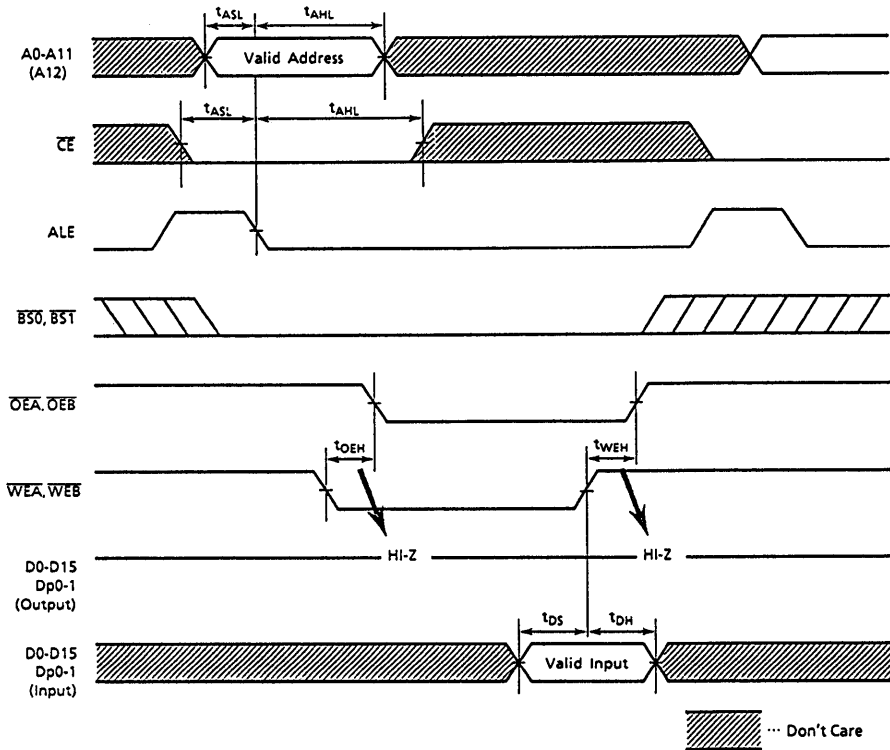 tASL tAHL
A0-A11
(A12)
Valid Address
tASL tAHL
CE
ALE
BS0, BS1
OEA, OEB
tOEH tWEH
WEA, WEB
HI-Z HI-Z
D0-D15
Dp0-1
(Output)
tDS tDH
D0-D15
Dp0-1
(Input)
Valid Input
··· Don't Care